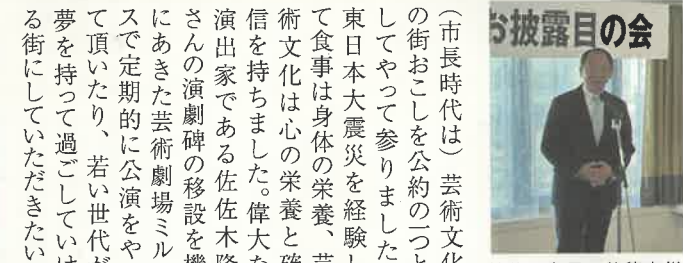 お披露目の会
（市長時代は）芸術文化
の街おこしを公約の一つと
してやって参りました
東日本大震災を経験し
て食事は身体の栄養、芸
術文化は心の栄養と確
信を持ちました。偉大な
演出家である佐佐木隆
さんの演劇碑の移設を機
にあきた芸術劇場ミル
スで定期的に公演をや
て頂いたり、若い世代が
夢を持って過ごしていけ
る街にしていただきたい